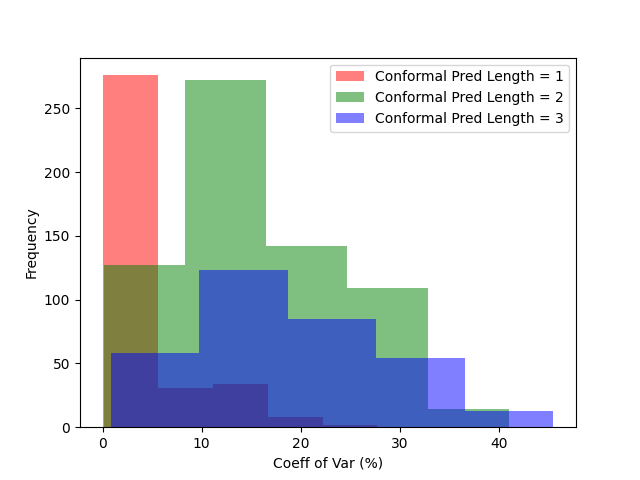 Conformal Pred Length = 1
Conformal Pred Length = 2
Conformal Pred Length = 3
250
200
150
100
50
0
Frequency
0 10 20 30 40
Coeff of Var (%)